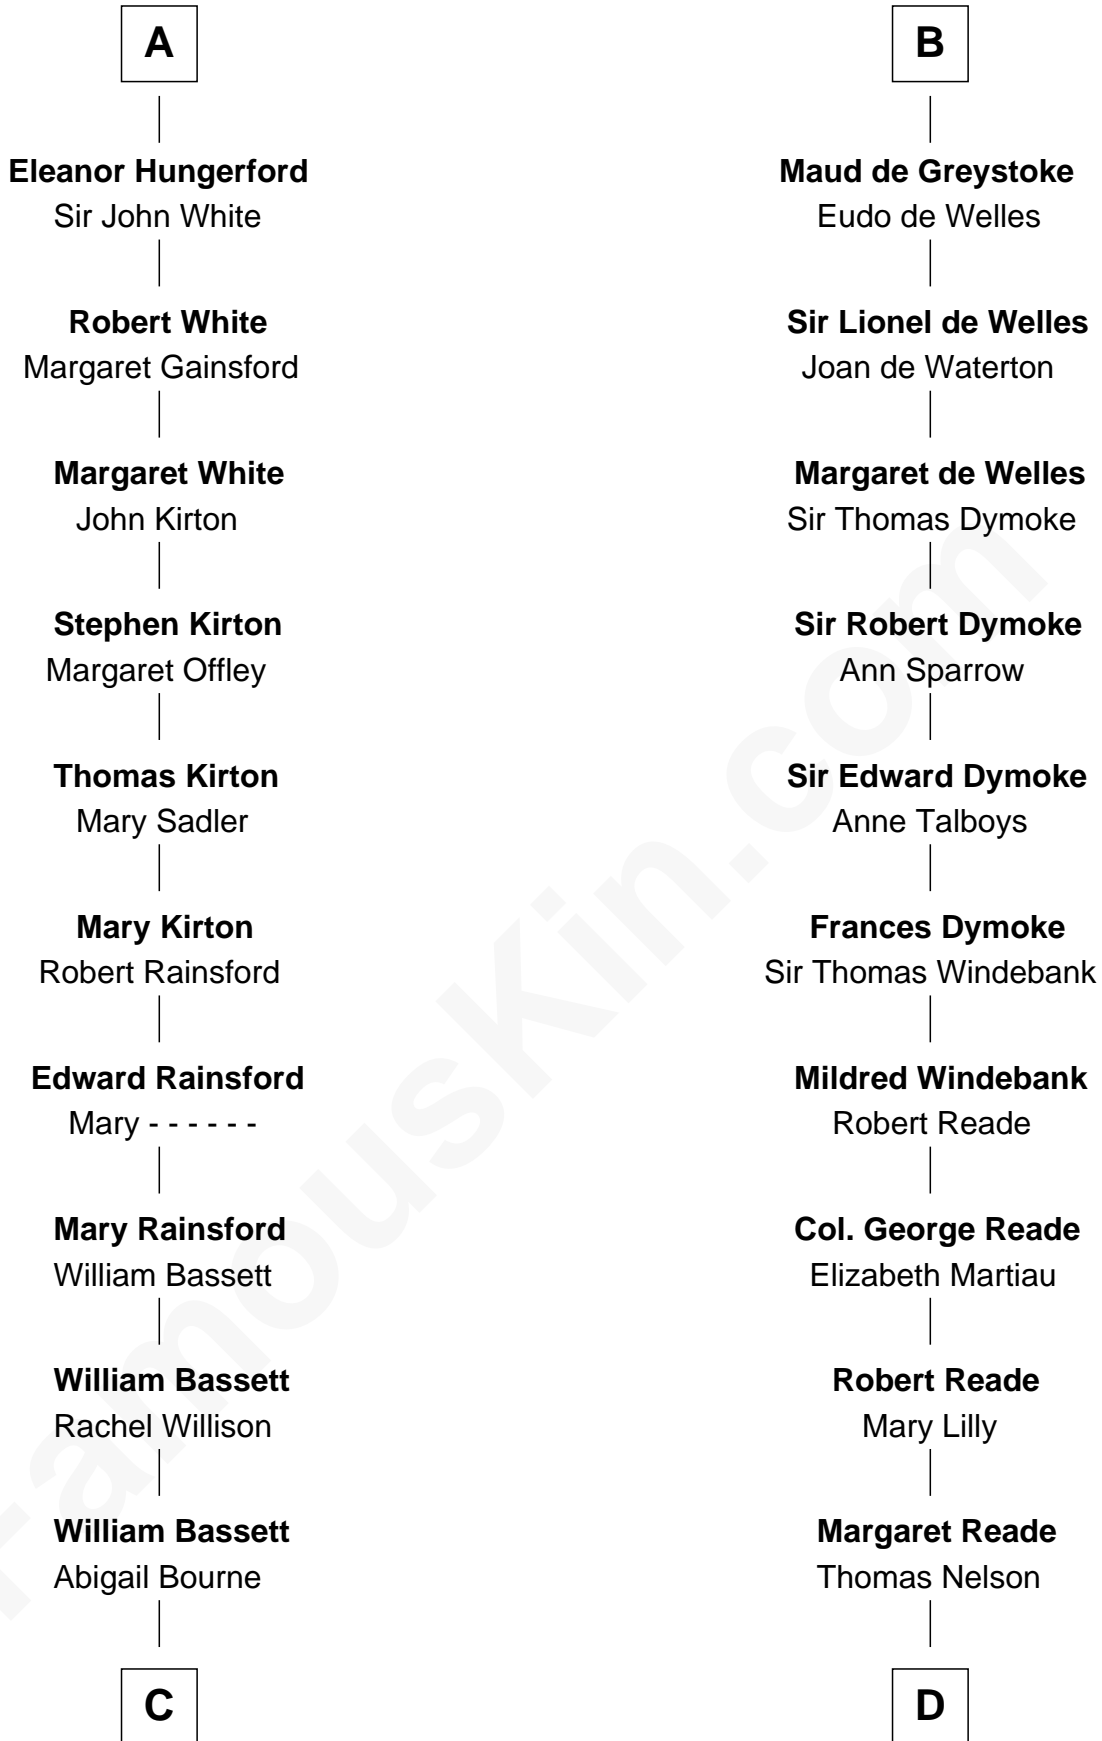 A
Eleanor Hungerford
Sir John White
Robert White
Margaret Gainsford
Margaret White
John Kirton
Stephen Kirton
Margaret Offley
Thomas Kirton
Mary Sadler
Mary Kirton
Robert Rainsford
Edward Rainsford
Mary - - - - - -
Mary Rainsford
William Bassett
William Bassett
Rachel Willison
William Bassett
Abigail Bourne
C
B
Maud de Greystoke
Eudo de Welles
Sir Lionel de Welles
Joan de Waterton
Margaret de Welles
Sir Thomas Dymoke
Sir Robert Dymoke
Ann Sparrow
Sir Edward Dymoke
Anne Talboys
Frances Dymoke
Sir Thomas Windebank
Mildred Windebank
Robert Reade
Col. George Reade
Elizabeth Martiau
Robert Reade
Mary Lilly
Margaret Reade
Thomas Nelson
D
FamousKin.com